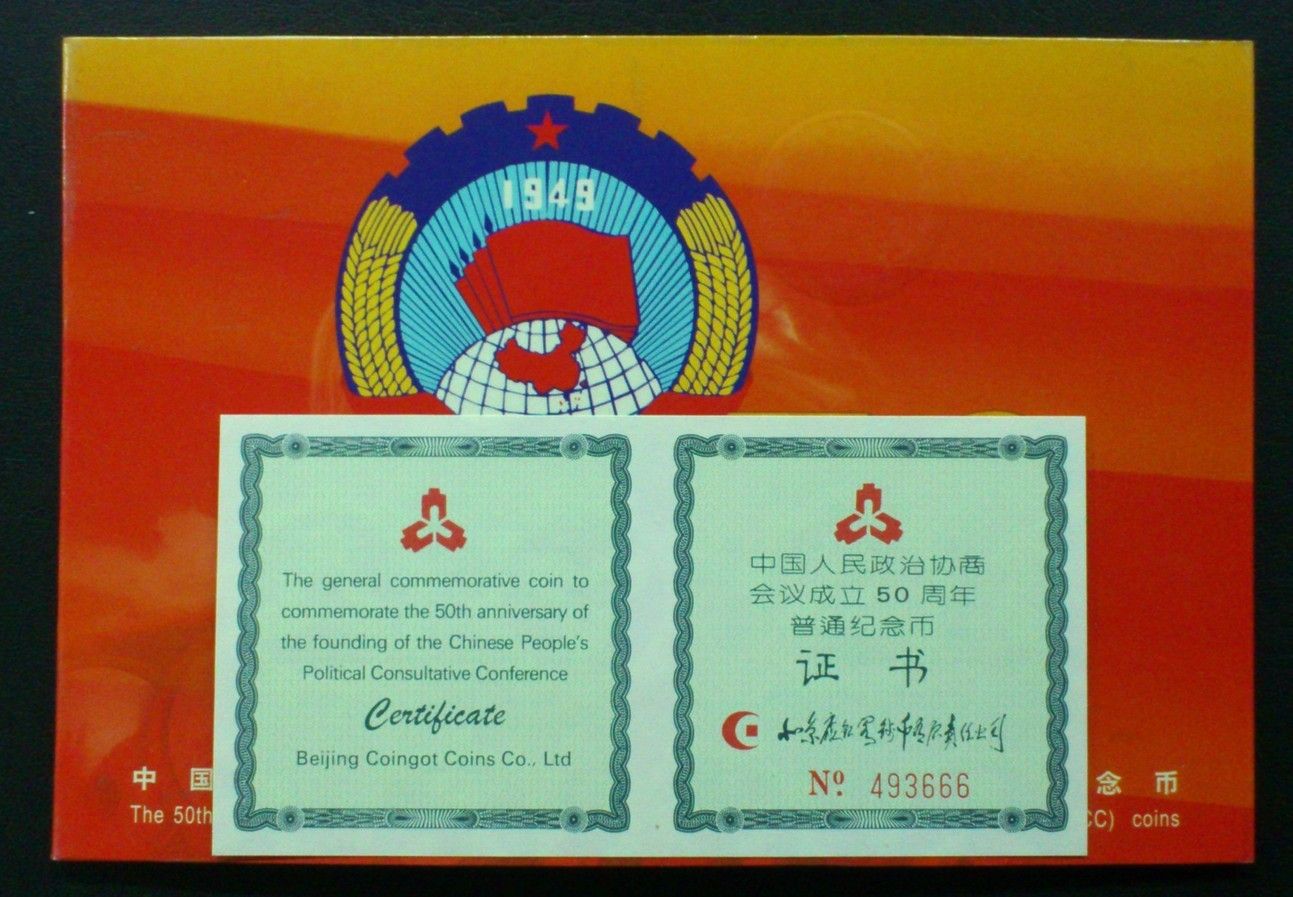 1949
The general commemorative coin to
commemorate the 50th anniversary of
the founding of the Chinese People's
Political Consultative Conference
Certificate
Beijing Coingot Coins Co., Ltd
中国人民政治协商
会议成立 50 周年
普通纪念币
证 书
Nº 493666
中 国
念 币
The 50th
CC) coins